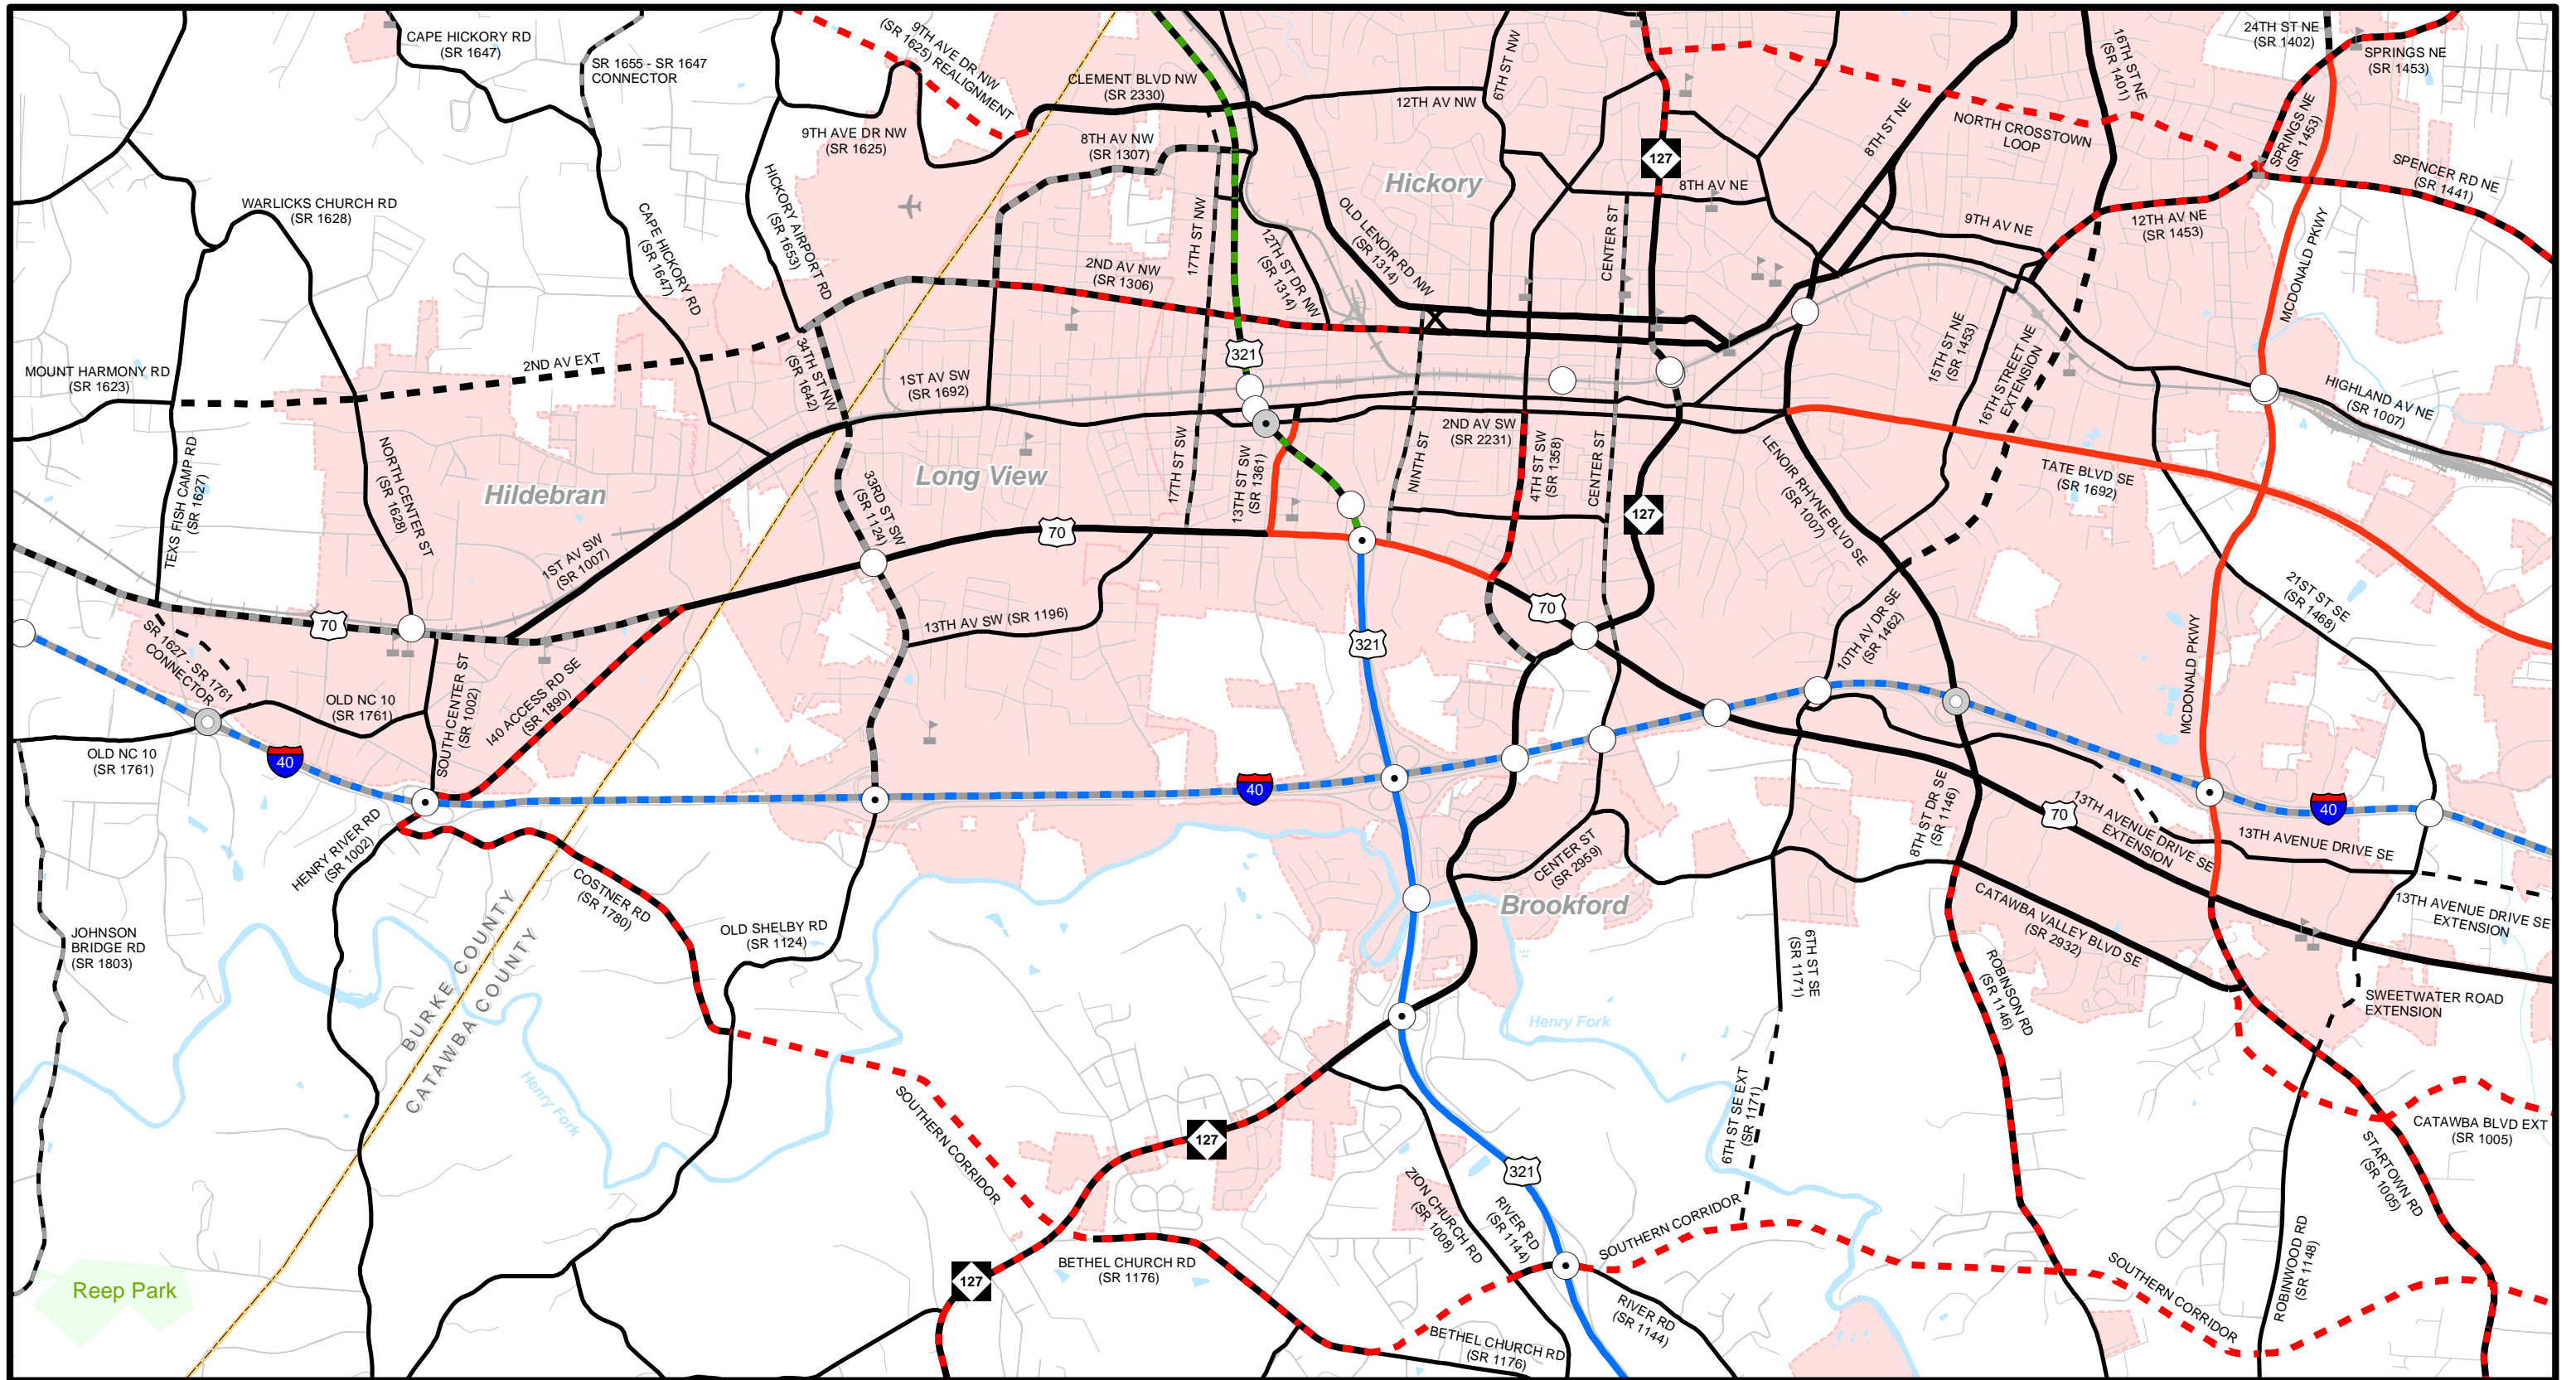 CAPE HICKORY RD
(SR 1647)
SR 1655 - SR 1647
CONNECTOR
9TH AVE DR NW
(SR 1625) REALIGNMENT
CLEMENT BLVD NW
(SR 2330)
6TH ST NW
12TH AV NW
16TH ST NE
(SR 1401)
24TH ST NE
(SR 1402)
SPRINGS NE
(SR 1453)
9TH AVE DR NW
(SR 1625)
8TH AV NW
(SR 1307)
127
8TH ST NE
NORTH CROSSTOWN
LOOP
SPRINGS NE
(SR 1453)
SPENCER RD NE
(SR 1441)
Hickory
8TH AV NE
WARLICKS CHURCH RD
(SR 1628)
CAPE HICKORY RD
(SR 1647)
HICKORY AIRPORT RD
(SR 1653)
17TH ST NW
12TH ST DR NW
(SR 1314)
OLD LENOIR RD NW
(SR 1314)
CENTER ST
9TH AV NE
12TH AV NE
(SR 1453)
MCDONALD PKWY
2ND AV NW
(SR 1306)
MOUNT HARMONY RD
(SR 1623)
2ND AV EXT
34TH ST NW
(SR 1642)
1ST AV SW
(SR 1692)
321
15TH ST NE
(SR 1453)
16TH STREET NE
EXTENSION
HIGHLAND AV NE
(SR 1007)
TEXS FISH CAMP RD
(SR 1627)
NORTH CENTER ST
(SR 1628)
Hildebran
Long View
33RD ST SW
(SR 1124)
17TH ST SW
13TH ST SW
(SR 1361)
NINTH ST
2ND AV SW
(SR 2231)
4TH ST SW
(SR 1358)
CENTER ST
127
LENOIR RHYNE BLVD SE
(SR 1007)
TATE BLVD SE
(SR 1692)
1ST AV SW
(SR 1007)
70
70
70
321
13TH AV SW (SR 1196)
10TH AV DR SE
(SR 1462)
21ST ST SE
(SR 1468)
SR 1627 - SR 1761
CONNECTOR
OLD NC 10
(SR 1761)
SOUTH CENTER ST
(SR 1002)
I40 ACCESS RD SE
(SR 1890)
MCDONALD PKWY
OLD NC 10
(SR 1761)
40
40
40
70
HENRY RIVER RD
(SR 1002)
8TH ST DR SE
(SR 1146)
13TH AVENUE DRIVE SE
EXTENSION
13TH AVENUE DRIVE SE
CENTER ST
(SR 2959)
Brookford
COSTNER RD
(SR 1780)
OLD SHELBY RD
(SR 1124)
CATAWBA VALLEY BLVD SE
(SR 2932)
13TH AVENUE DRIVE SE
EXTENSION
JOHNSON
BRIDGE RD
(SR 1803)
BURKE COUNTY
CATAWBA COUNTY
6TH ST SE
(SR 1171)
ROBINSON RD
(SR 1146)
SWEETWATER ROAD
EXTENSION
Henry Fork
Henry Fork
SOUTHERN CORRIDOR
127
6TH ST SE EXT
(SR 1171)
CATAWBA BLVD EXT
(SR 1005)
STARTOWN RD
(SR 1005)
321
ZION CHURCH RD
(SR 1008)
RIVER RD
(SR 1144)
SOUTHERN CORRIDOR
ROBINWOOD RD
(SR 1148)
SOUTHERN CORRIDOR
Reep Park
127
BETHEL CHURCH RD
(SR 1176)
RIVER RD
(SR 1144)
BETHEL CHURCH RD
(SR 1176)